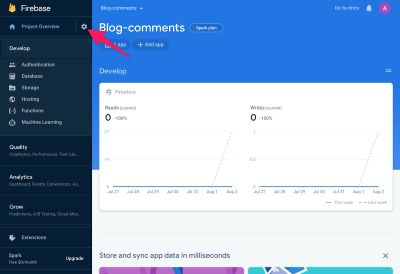 Firebase
Blog-comments
Go to docs
Project Overview
Blog-comments
Spark plan
app
+ Add app
Develop
Authentication
Database
Storage
Hosting
Functions
Machine Learning
Quality
Crashlytics, Performance, Test Lab...
Analytics
Dashboard, Events, Conversions, Au...
Grow
Predictions, A/B Testing, Cloud Mes...
Extensions
Spark
Free $0/month
Upgrade
Develop
Firestore
Reads (current)
0 -100%
27
14
0
Jul 27 Jul 28 Jul 29 Jul 30 Jul 31 Aug 1 Aug 2
Writes (current)
0 -100%
1
0.5
0
Jul 27 Jul 28 Jul 29 Jul 30 Jul 31 Aug 1 Aug 2
This week
Last week
Store and sync app data in milliseconds